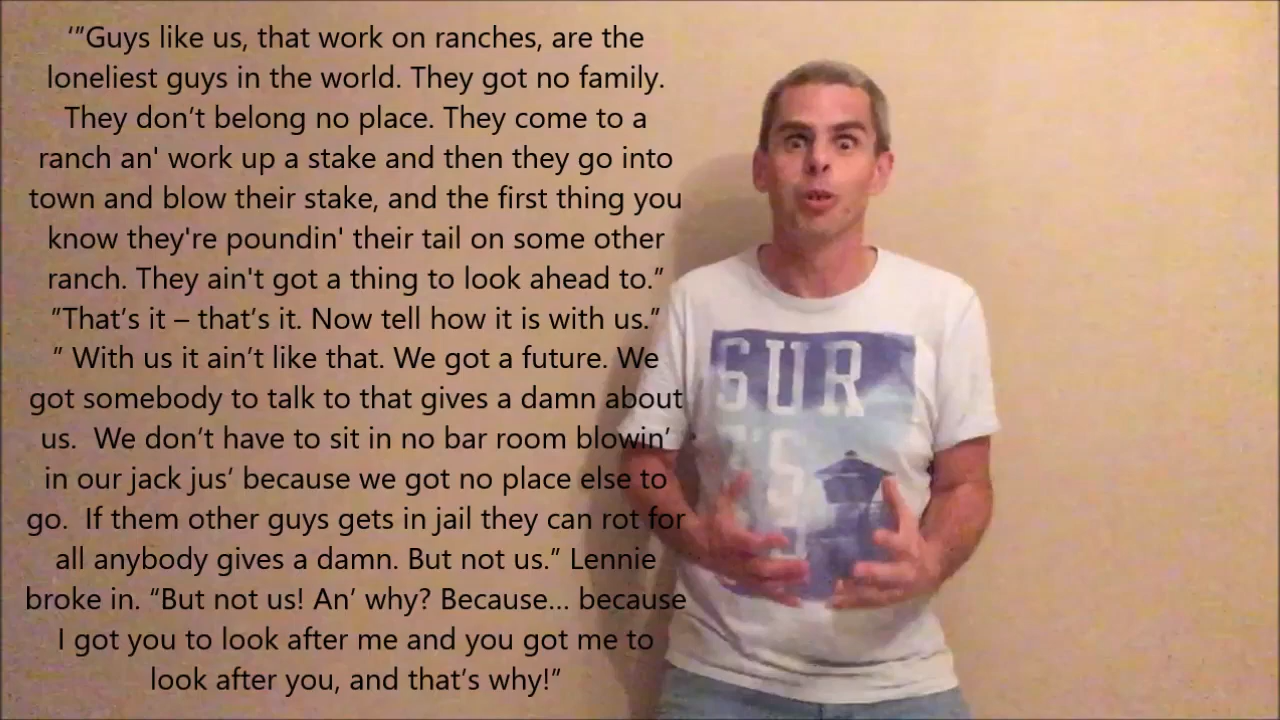 ‘”Guys like us, that work on ranches, are the
loneliest guys in the world. They got no family.
They don’t belong no place. They come to a
ranch an' work up a stake and then they go into
town and blow their stake, and the first thing you
know they're poundin' their tail on some other
ranch. They ain't got a thing to look ahead to.”
”That’s it – that’s it. Now tell how it is with us.”
” With us it ain’t like that. We got a future. We
got somebody to talk to that gives a damn about
us.  We don’t have to sit in no bar room blowin’
in our jack jus’ because we got no place else to
go.  If them other guys gets in jail they can rot for
all anybody gives a damn. But not us.” Lennie
broke in. “But not us! An’ why? Because... because
I got you to look after me and you got me to
look after you, and that’s why!”
SUR